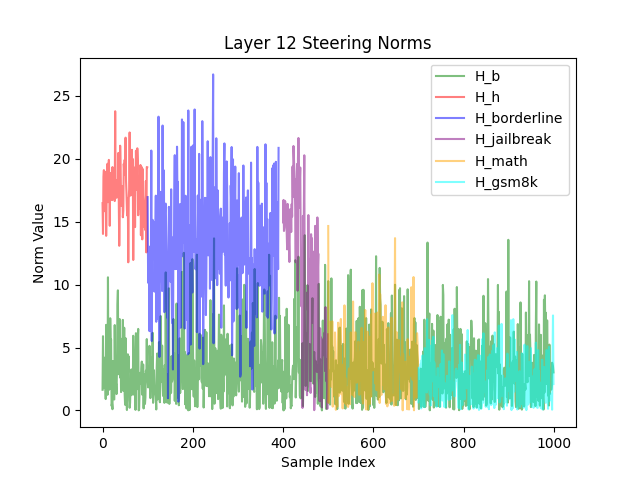 Layer 12 Steering Norms
H_b
H_h
H_borderline
H_jailbreak
H_math
H_gsm8k
Norm Value
25
20
15
10
5
0
0
200
400
600
800
1000
Sample Index